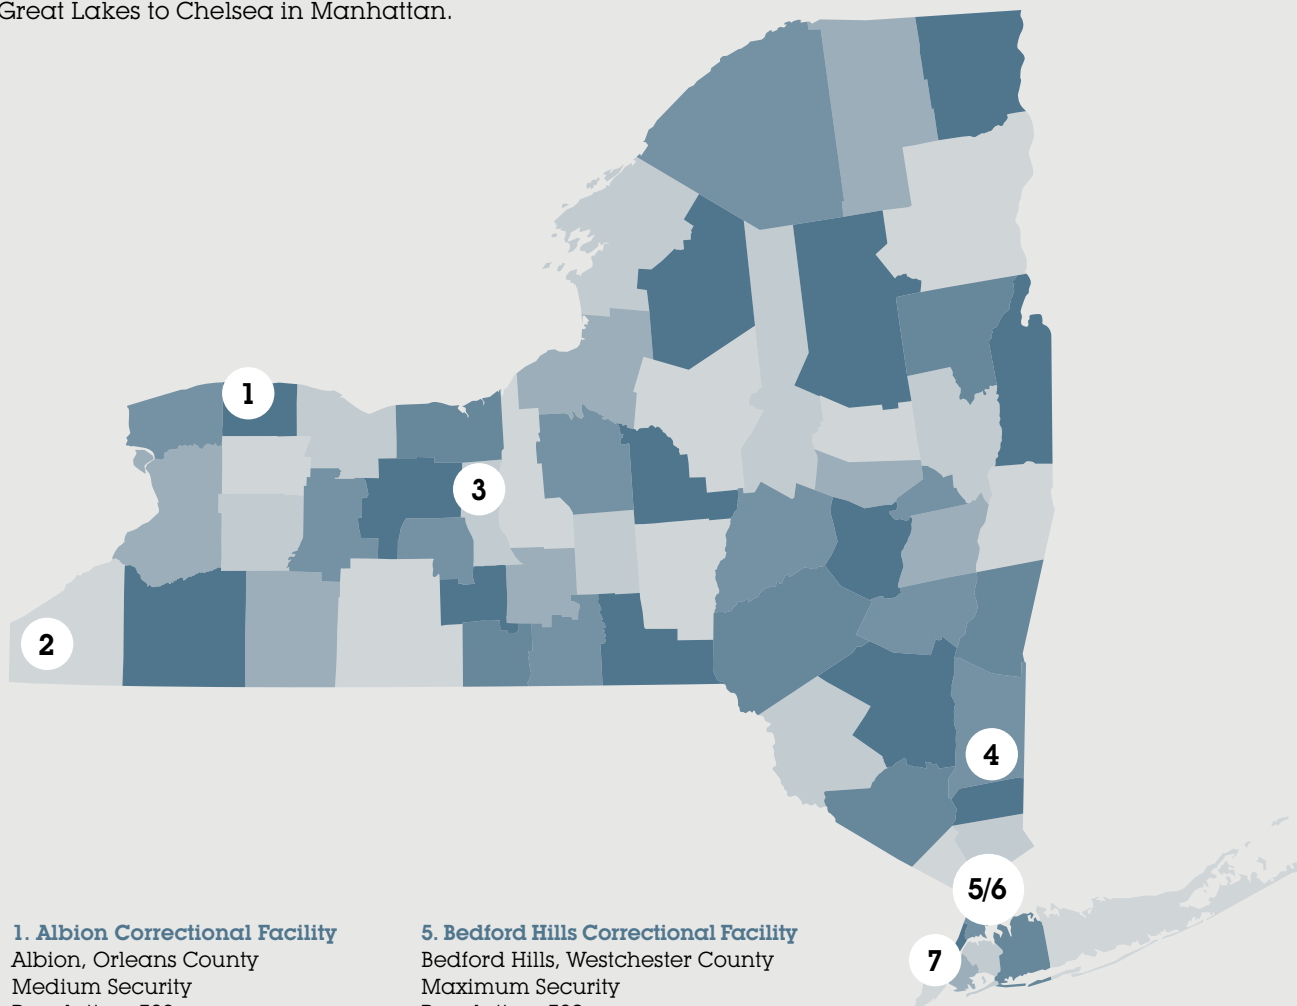 Great Lakes to Chelsea in Manhattan.
1
3
2
4
5/6
7
1. Albion Correctional Facility
Albion, Orleans County
Medium Security
5. Bedford Hills Correctional Facility
Bedford Hills, Westchester County
Maximum Security